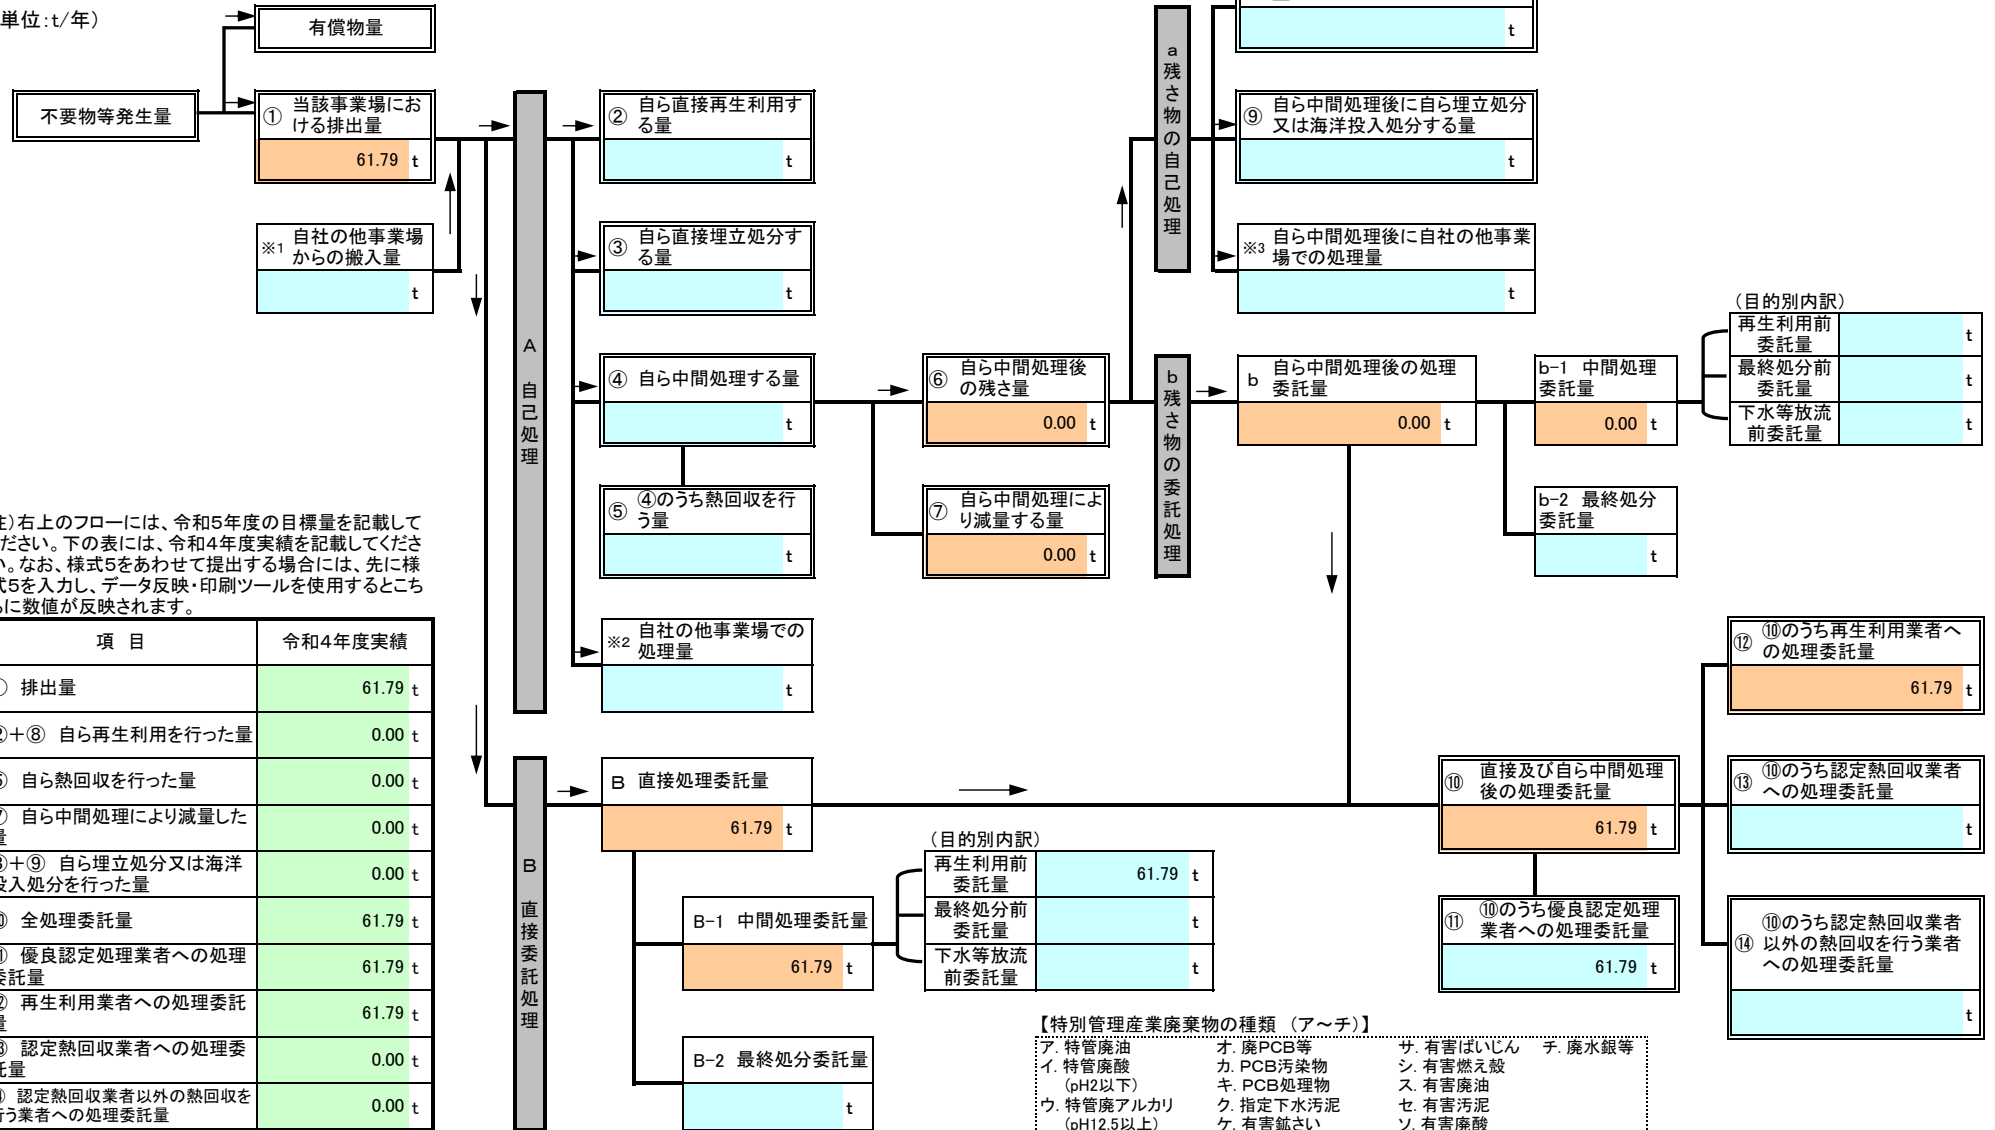 単位：t/年）
有償物量
t
不要物等発生量
① 当該事業場にお
ける排出量
61.79 t
② 自ら直接再生利用す
る量
t
a
残
さ
物
の
自
己
処
理
⑨ 自ら中間処理後に自ら埋立処分
又は海洋投入処分する量
t
※1 自社の他事業場
からの搬入量
t
③ 自ら直接埋立処分す
る量
t
※3 自ら中間処理後に自社の他事業
場での処理量
t
A
自
己
処
理
④ 自ら中間処理する量
t
⑥ 自ら中間処理後
の残さ量
0.00 t
b
残
さ
物
の
委
託
処
理
b 自ら中間処理後の処理
委託量
0.00 t
b-1 中間処理
委託量
0.00 t
（目的別内訳）
再生利用前
委託量
t
最終処分前
委託量
t
下水等放流
前委託量
t
⑤ ④のうち熱回収を行
う量
t
⑦ 自ら中間処理によ
り減量する量
0.00 t
b-2 最終処分
委託量
t
）右上のフローには、令和5年度の目標量を記載して
ださい。下の表には、令和4年度実績を記載してくださ
。なお、様式5をあわせて提出する場合には、先に様
式5を入力し、データ反映・印刷ツールを使用するとこち
に数値が反映されます。
※2 自社の他事業場での
処理量
t
項 目 令和4年度実績
排出量 61.79 t
＋⑧ 自ら再生利用を行った量 0.00 t
自ら熱回収を行った量 0.00 t
自ら中間処理により減量した
量 0.00 t
＋⑨ 自ら埋立処分又は海洋
投入処分を行った量 0.00 t
全処理委託量 61.79 t
優良認定処理業者への処理
委託量 61.79 t
再生利用業者への処理委託
量 61.79 t
認定熱回収業者への処理委
託量 0.00 t
認定熱回収業者以外の熱回収を
行う業者への処理委託量 0.00 t
B
直
接
委
託
処
理
B 直接処理委託量
61.79 t
B-1 中間処理委託量
61.79 t
（目的別内訳）
再生利用前
委託量
61.79 t
最終処分前
委託量
t
下水等放流
前委託量
t
B-2 最終処分委託量
t
⑩ 直接及び自ら中間処理
後の処理委託量
61.79 t
⑪ ⑩のうち優良認定処理
業者への処理委託量
61.79 t
⑫ ⑩のうち再生利用業者へ
の処理委託量
61.79 t
⑬ ⑩のうち認定熱回収業者
への処理委託量
t
⑭ ⑩のうち認定熱回収業者
以外の熱回収を行う業者
への処理委託量
t
【特別管理産業廃棄物の種類 （ア～チ）】
ア. 特管廃油 オ. 廃PCB等 サ. 有害ばいじん チ. 廃水銀等
イ. 特管廃酸 カ. PCB汚染物 シ. 有害燃え殻
（pH2以下） キ. PCB処理物 ス. 有害廃油
ウ. 特管廃アルカリ ク. 指定下水汚泥 セ. 有害汚泥
（pH12.5以上） ケ. 有害鉱さい ソ. 有害廃酸